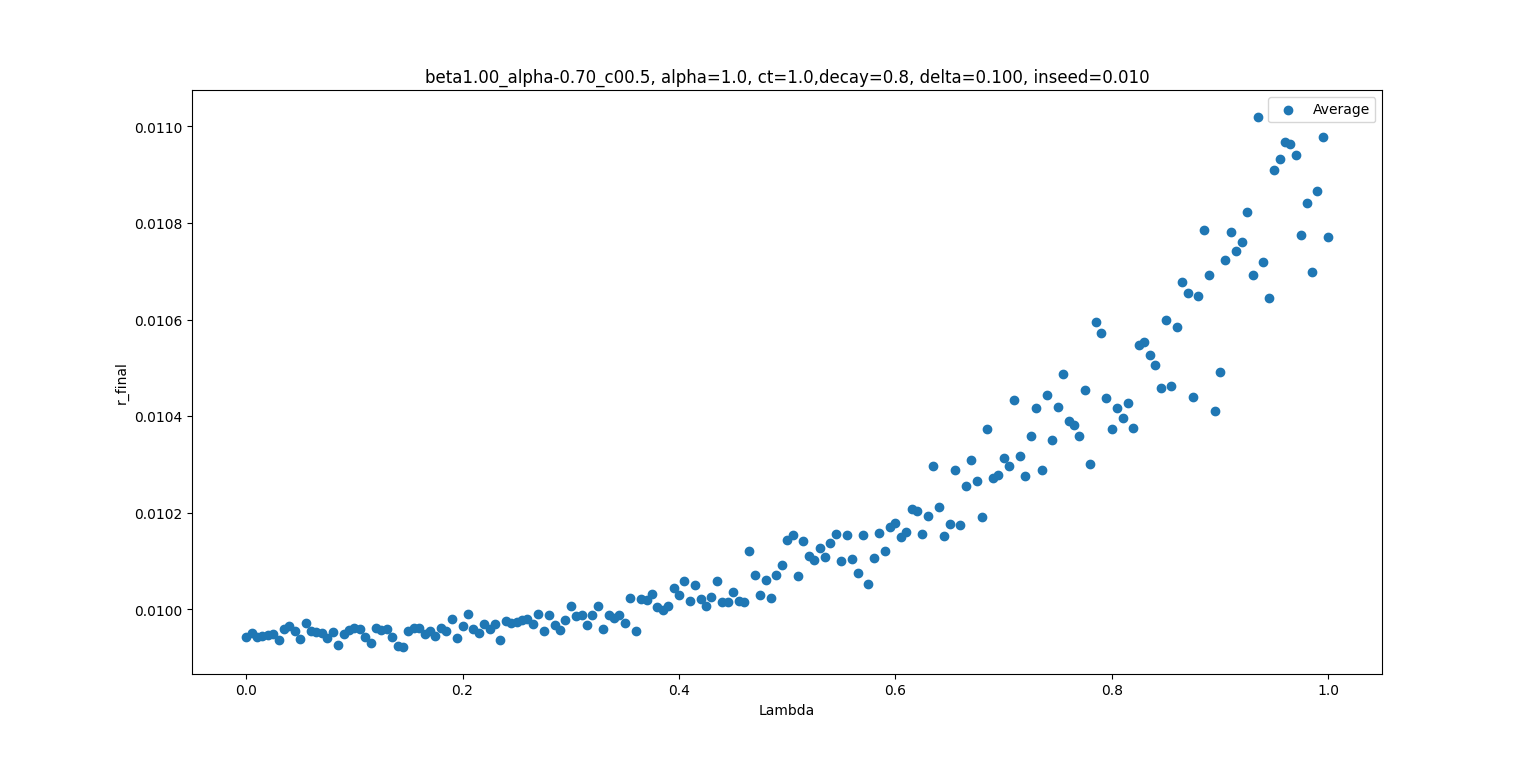 beta1.00_alpha-0.70_c00.5, alpha=1.0, ct=1.0,decay=0.8, delta=0.100, inseed=0.010
Average
0.0110
0.0108
0.0106
0.0104
0.0102
0.0100
r_final
0.0 0.2 0.4 0.6 0.8 1.0
Lambda